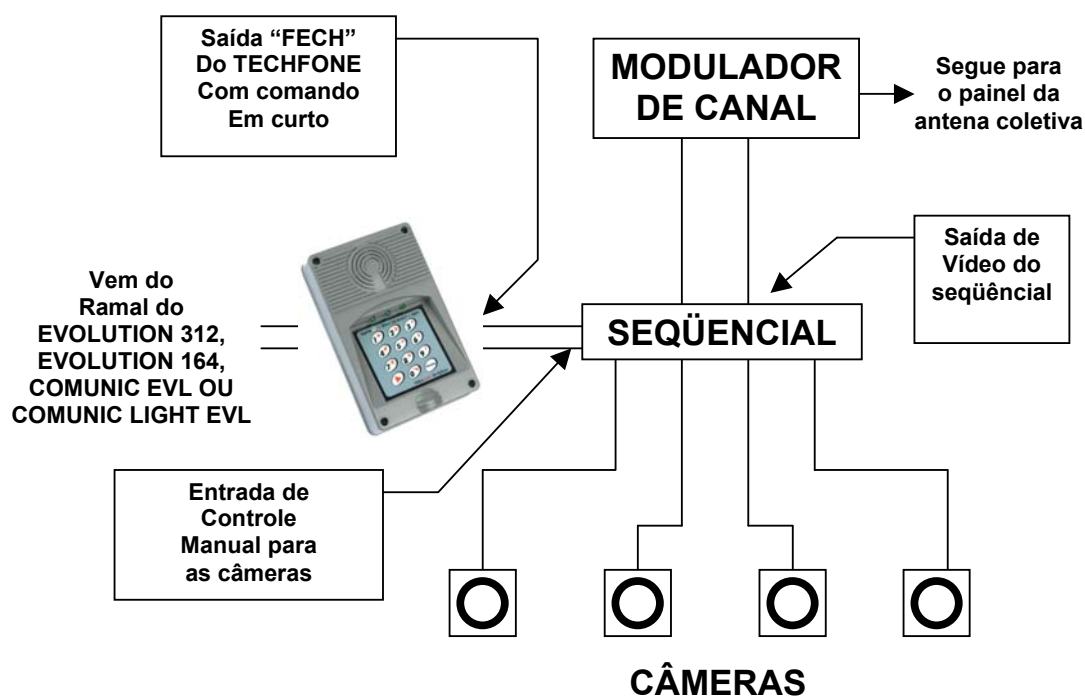 Saída “FECH”
Do TECHFONE
Com comando
Em curto
MODULADOR
DE CANAL
Segue para
o painel da
antena coletiva
Vem do
Ramal do
EVOLUTION 312,
EVOLUTION 164,
COMUNIC EVL OU
COMUNIC LIGHT EVL
SEQÜENCIAL
Saída de
Vídeo do
seqüêncial
Entrada de
Controle
Manual para
as câmeras
CÂMERAS